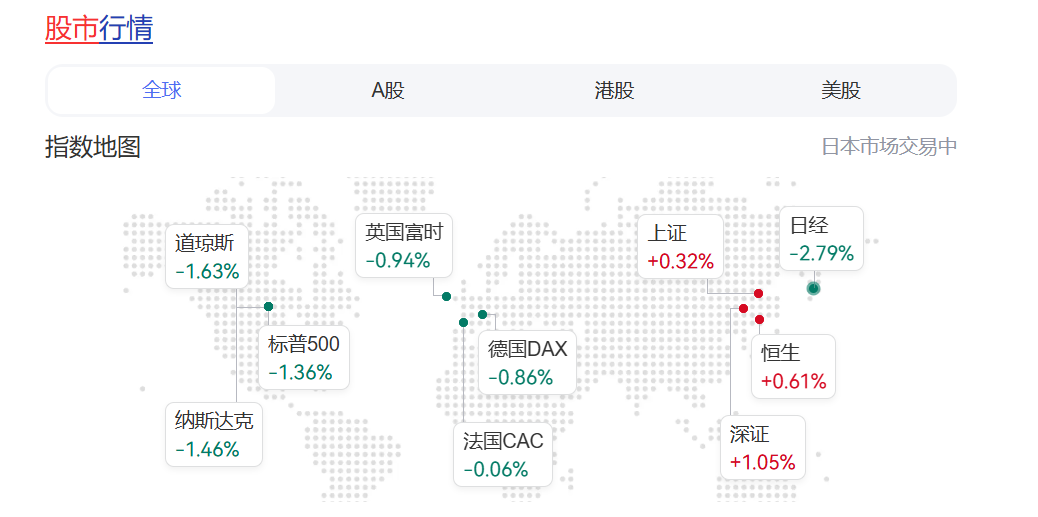 股市行情
全球
A股
港股
美股
指数地图
日本市场交易中
道琼斯
-1.63%
英国富时
-0.94%
上证
+0.32%
日经
-2.79%
标普500
-1.36%
德国DAX
-0.86%
恒生
+0.61%
纳斯达克
-1.46%
法国CAC
-0.06%
深证
+1.05%